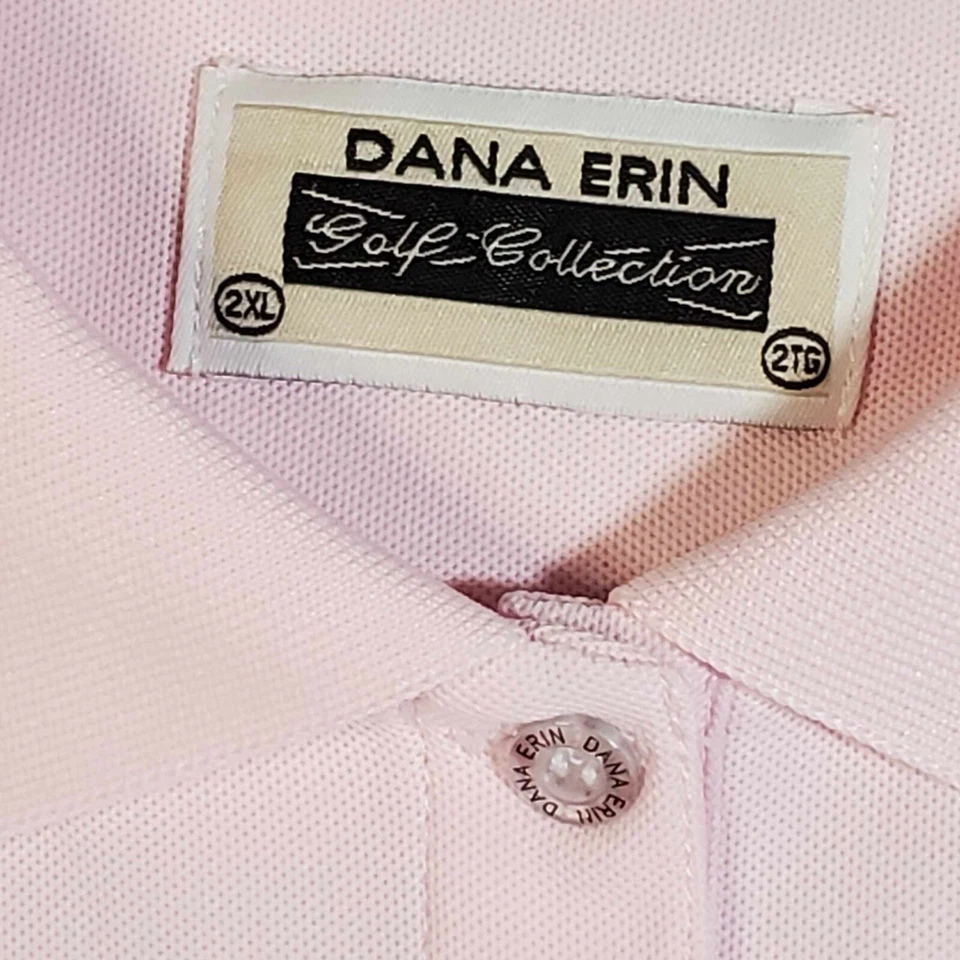 DANA ERIN
Golf Collection
2XL
2TG
DANA ERIN DANA ERIN